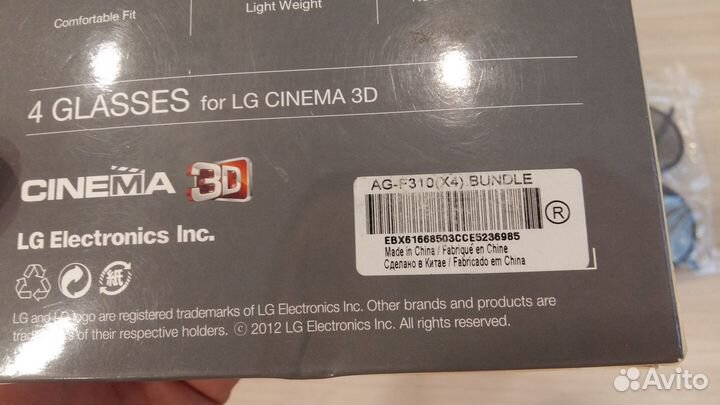 Comfortable Fit
Light Weight
4 GLASSES for LG CINEMA 3D
CINEMA 3D
LG Electronics Inc.
AG-F310(X4).BUNDLE
EBX61668503CCE5236985
Made in China / Fabriqué en Chine
Сделано в Китае / Fabricado em China
R
紙
LG and LG logo are registered trademarks of LG Electronics Inc. Other brands and products are
trademarks of their respective holders. © 2012 LG Electronics Inc. All rights reserved.
Avito